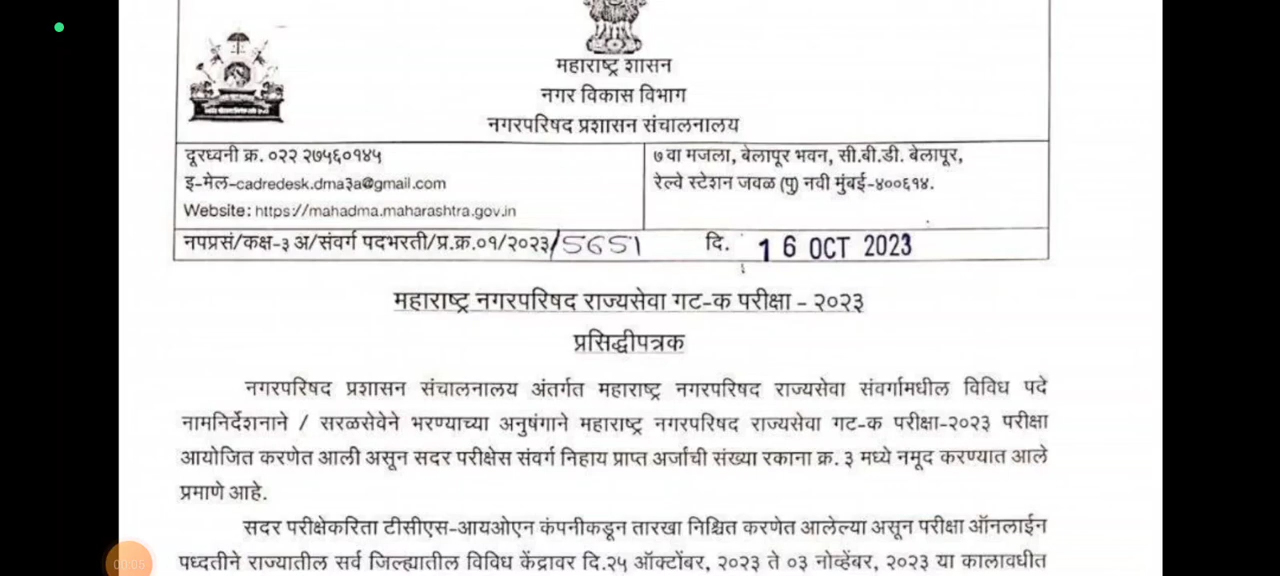 महाराष्ट्र शासन
नगर विकास विभाग
नगरपरिषद प्रशासन संचालनालय
दूरध्वनी क्र. ०२२ २७५६०१४५
इ-मेल-cadredesk.dma३a@gmail.com
Website: https://mahadma.maharashtra.gov.in
७ वा मजला, बेलापूर भवन, सी.बी.डी. बेलापूर,
रेल्वे स्टेशन जवळ (पु) नवी मुंबई-४००६१४.
नपप्रसं/कक्ष-३ अ/संवर्ग पदभरती/प्र.क्र.०१/२०२३/5651 दि. 16 OCT 2023
महाराष्ट्र नगरपरिषद राज्यसेवा गट-क परीक्षा - २०२३
प्रसिद्धीपत्रक
नगरपरिषद प्रशासन संचालनालय अंतर्गत महाराष्ट्र नगरपरिषद राज्यसेवा संवर्गामधील विविध पदे
नामनिर्देशनाने / सरळसेवेने भरण्याच्या अनुषंगाने महाराष्ट्र नगरपरिषद राज्यसेवा गट-क परीक्षा-२०२३ परीक्षा
आयोजित करणेत आली असून सदर परीक्षेस संवर्ग निहाय प्राप्त अर्जाची संख्या रकाना क्र. ३ मध्ये नमूद करण्यात आले
प्रमाणे आहे.
सदर परीक्षेकरिता टीसीएस-आयओएन कंपनीकडून तारखा निश्चित करणेत आलेल्या असून परीक्षा ऑनलाईन
पध्दतीने राज्यातील सर्व जिल्ह्यातील विविध केंद्रावर दि.२५ ऑक्टोंबर, २०२३ ते ०३ नोव्हेंबर, २०२३ या कालावधीत
00:05